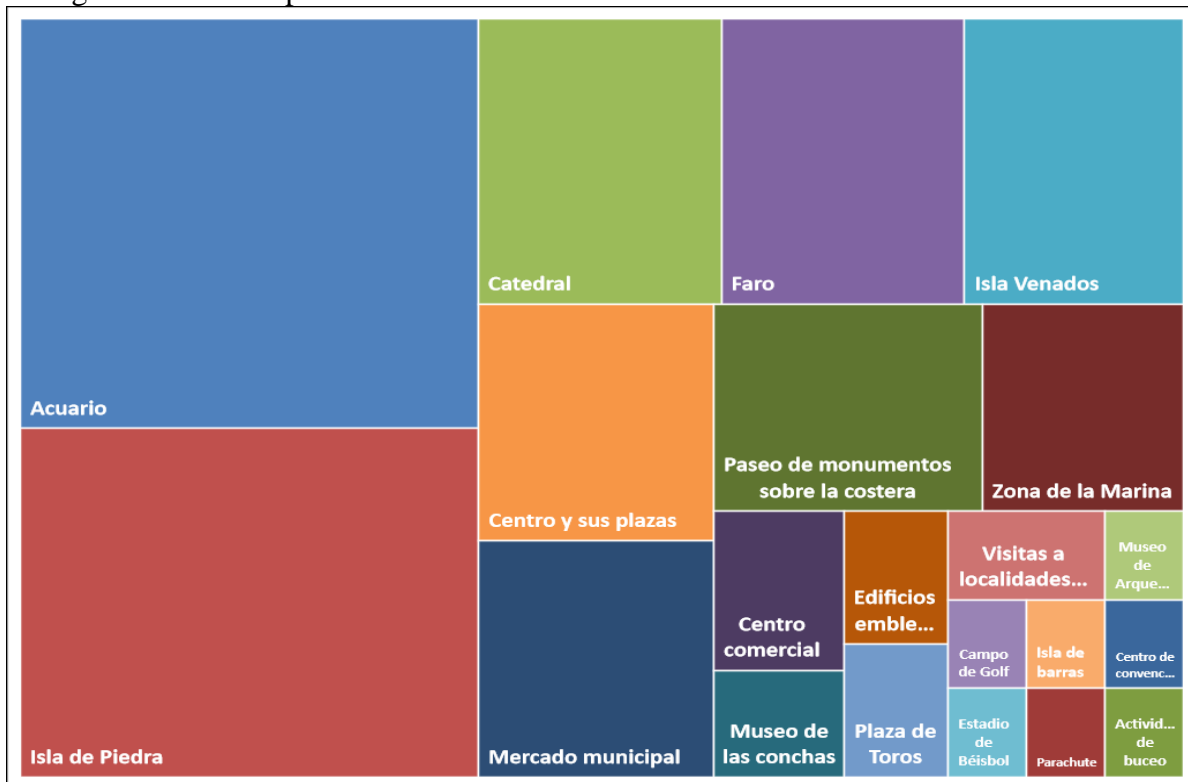 Acuario
Catedral
Faro
Isla Venados
Isla de Piedra
Centro y sus plazas
Mercado municipal
Paseo de monumentos
sobre la costera
Zona de la Marina
Centro
comercial
Edificios
emble...
Visitas a
localidades...
Museo
de
Arque...
Campo
de Golf
Isla de
barras
Centro de
convenc...
Museo de
las conchas
Plaza de
Toros
Estadio
de
Béisbol
Parachute
Activid...
de
buceo